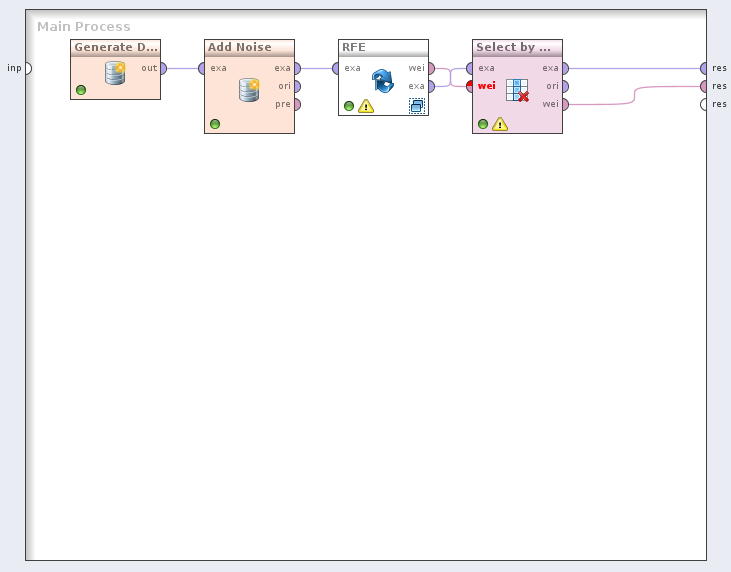 Main Process
Generate D... Add Noise RFE Select by ...
inp out exa exa exa wei exa exa res
ori exa wei ori res
pre wei res